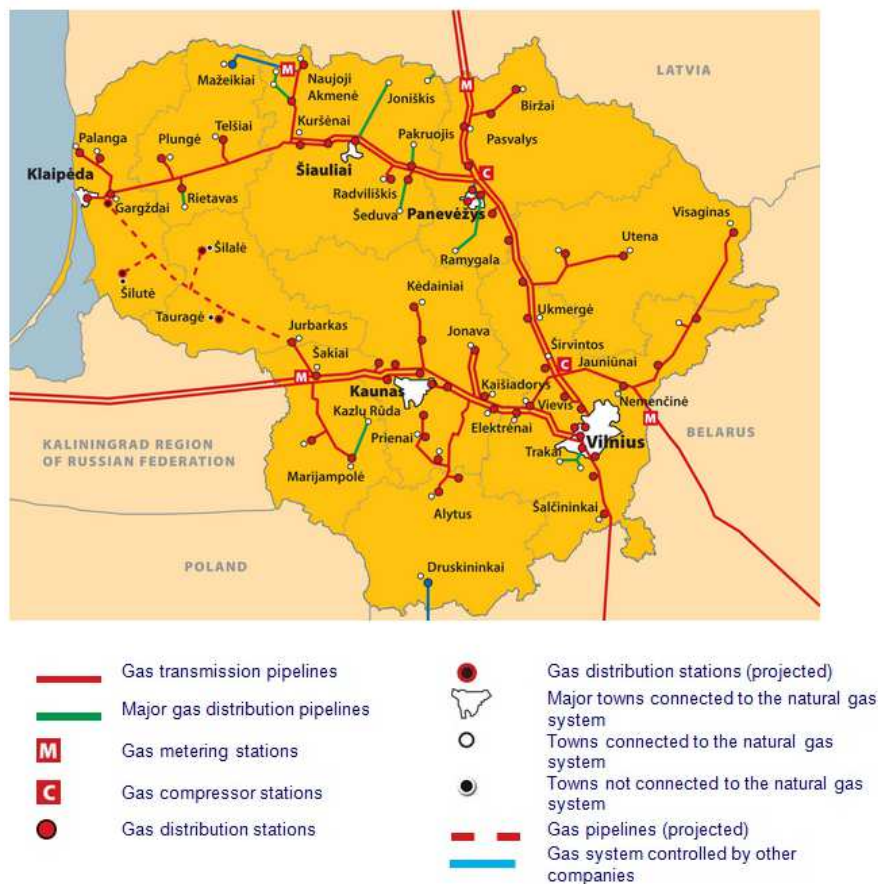 LATVIA
M
Mažeikiai
M
Naujoji
Akmenė
Joniškis
M
Biržai
Kuršėnai
Palanga
Plungė
Telšiai
Pakruojis
Pasvalys
Klaipėda
Šiauliai
C
Gargždai
Rietavas
Radviliškis
Šeduva
Panevėžys
Visaginas
Utena
Ramygala
Šilalė
Šilutė
Kėdainiai
Tauragė
Ukmergė
Jurbarkas
Jonava
Širvintos
Šakiai
C
Jauniūnai
M
Kaunas
Kaišiadorys
Nemenčinė
Kazlų Rūda
Vievis
M
KALININGRAD REGION
OF RUSSIAN FEDERATION
Prienai
Elektrėnai
Vilnius
BELARUS
Trakai
Marijampolė
Alytus
Šalčininkai
POLAND
Druskininkai
Gas transmission pipelines
Major gas distribution pipelines
M
Gas metering stations
C
Gas compressor stations
Gas distribution stations
Gas distribution stations (projected)
Major towns connected to the natural gas
system
Towns connected to the natural gas
system
Towns not connected to the natural gas
system
Gas pipelines (projected)
Gas system controlled by other
companies